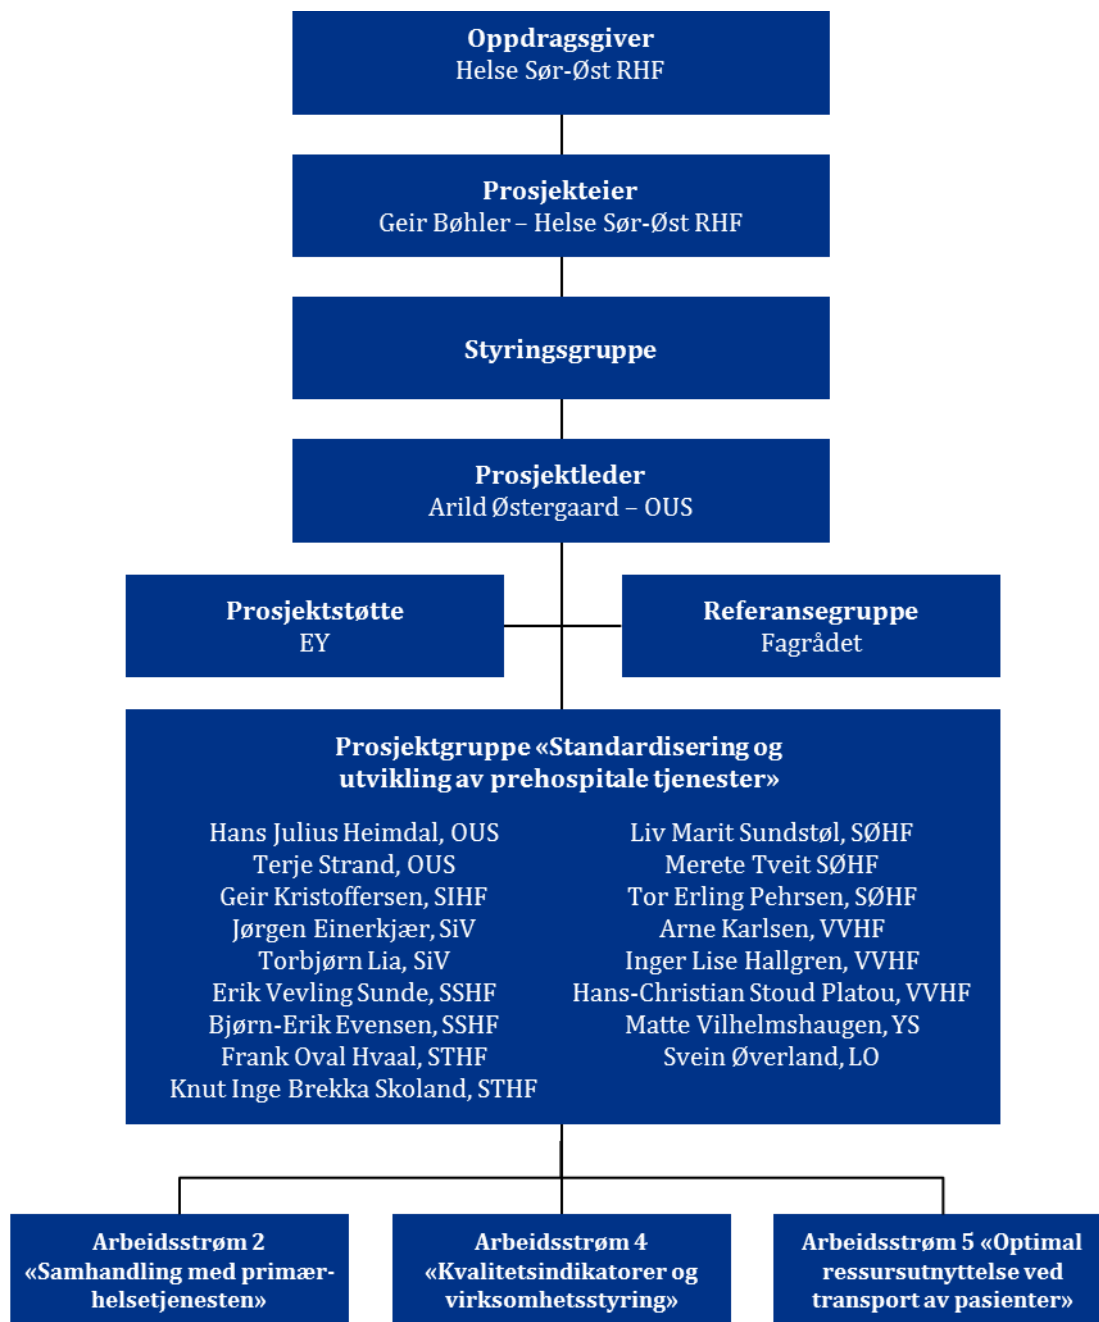 Oppdragsgiver
Helse Sør-Øst RHF
Prosjekteier
Geir Bøhler – Helse Sør-Øst RHF
Styringsgruppe
Prosjektleder
Arild Østergaard – OUS
Prosjektstøtte
EY
Referansegruppe
Fagrådet
Prosjektgruppe «Standardisering og
utvikling av prehospitale tjenester»
Hans Julius Heimdal, OUS
Terje Strand, OUS
Geir Kristoffersen, SIHF
Jørgen Einerkjær, SiV
Torbjørn Lia, SiV
Erik Vevling Sunde, SSHF
Bjørn-Erik Evensen, SSHF
Frank Oval Hvaal, STHF
Knut Inge Brekka Skoland, STHF
Liv Marit Sundstøl, SØHF
Merete Tveit SØHF
Tor Erling Pehrsen, SØHF
Arne Karlsen, VVHF
Inger Lise Hallgren, VVHF
Hans-Christian Stoud Platou, VVHF
Matte Vilhelmshaugen, YS
Svein Øverland, LO
Arbeidsstrøm 2
«Samhandling med primær-
helsetjenesten»
Arbeidsstrøm 4
«Kvalitetsindikatorer og
virksomhetsstyring»
Arbeidsstrøm 5 «Optimal
ressursutnyttelse ved
transport av pasienter»